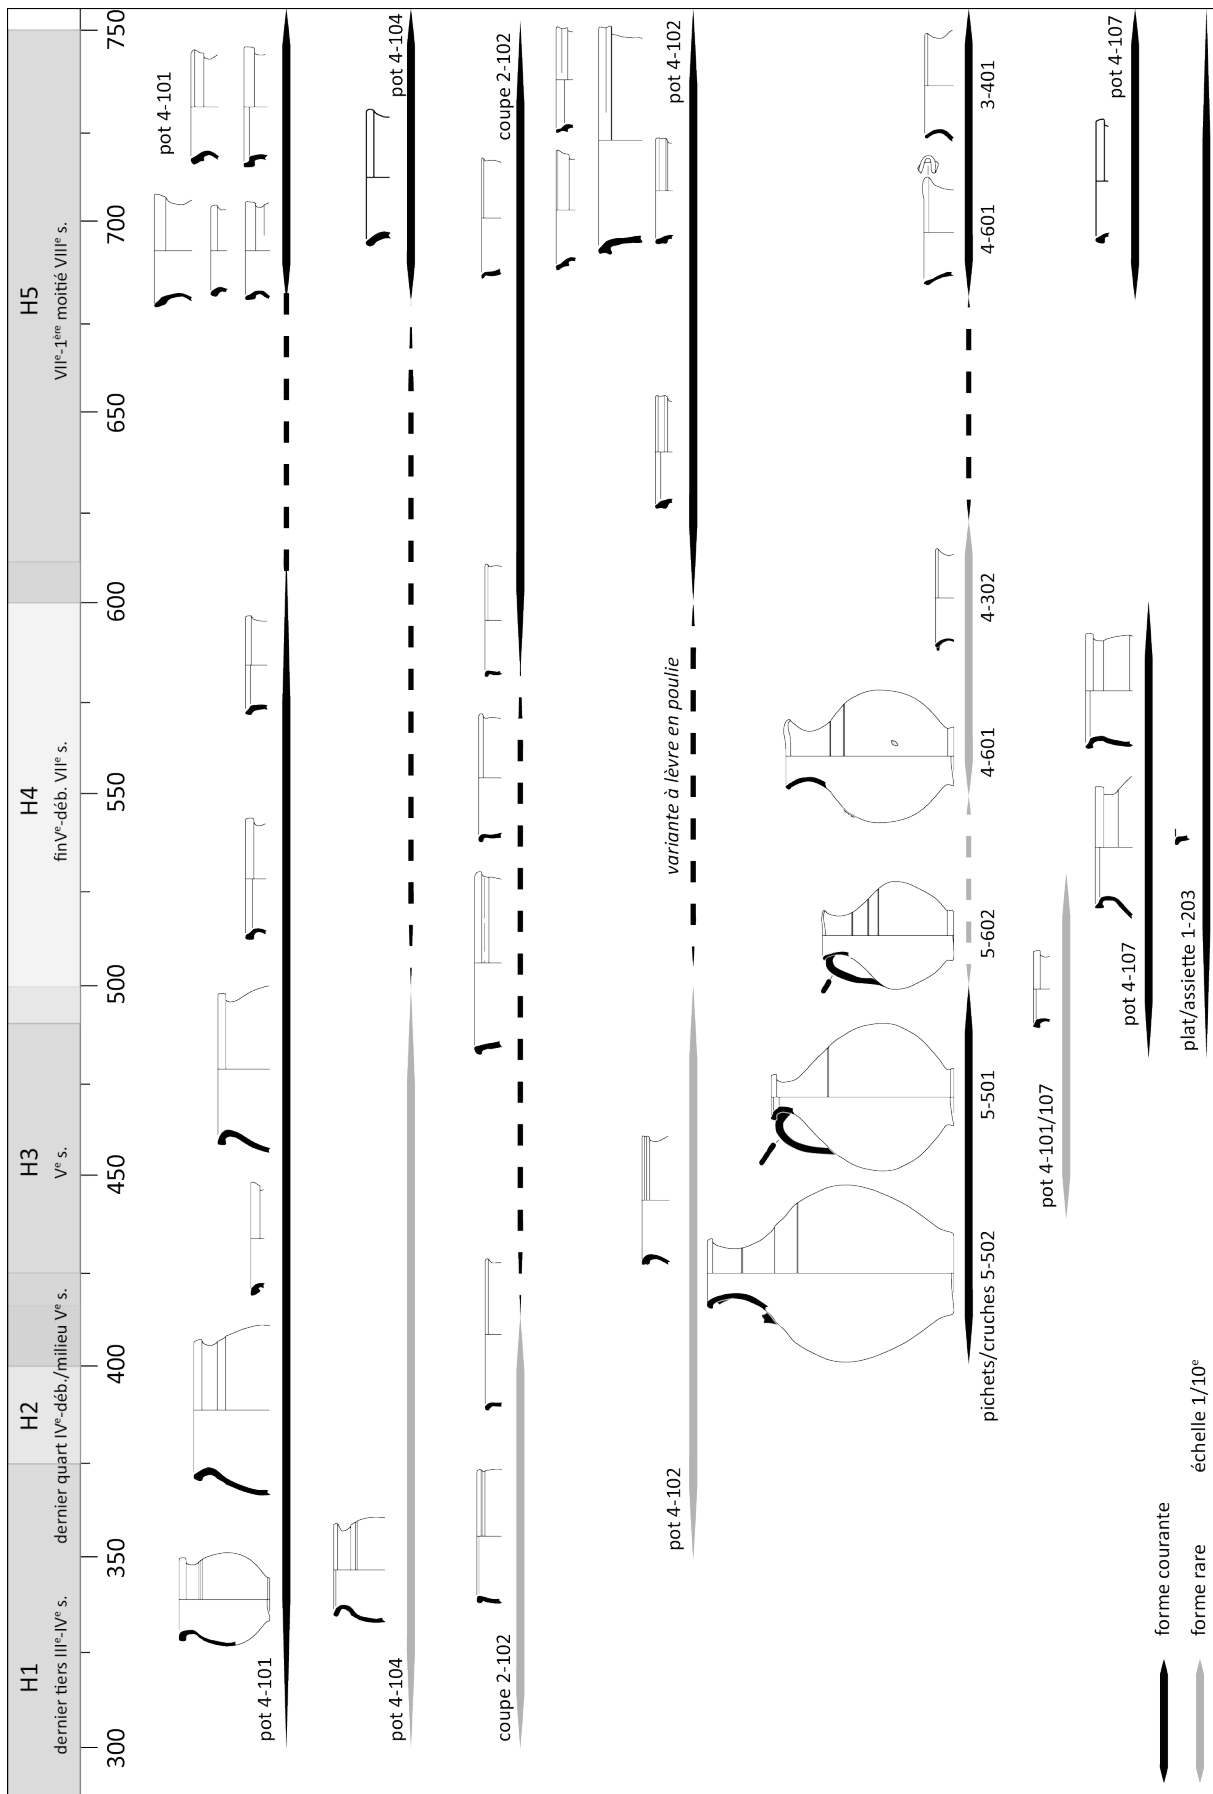 H1
dernier tiers IIIᵉ-IVᵉ s.
H2
dernier quart IVᵉ-déb./milieu Vᵉ s.
H3
Vᵉ s.
H4
finVᵉ-déb. VIIᵉ s.
H5
VIIᵉ-1ᵉʳᵉ moitié VIIIᵉ s.
300
350
400
450
500
550
600
650
700
750
pot 4-101
pot 4-101
pot 4-104
pot 4-104
coupe 2-102
coupe 2-102
pot 4-102
variante à lèvre en poulie
pot 4-102
pichets/cruches 5-502
5-501
5-602
4-601
4-302
4-601
3-401
pot 4-101/107
pot 4-107
pot 4-107
plat/assiette 1-203
forme courante
forme rare
échelle 1/10ᵉ